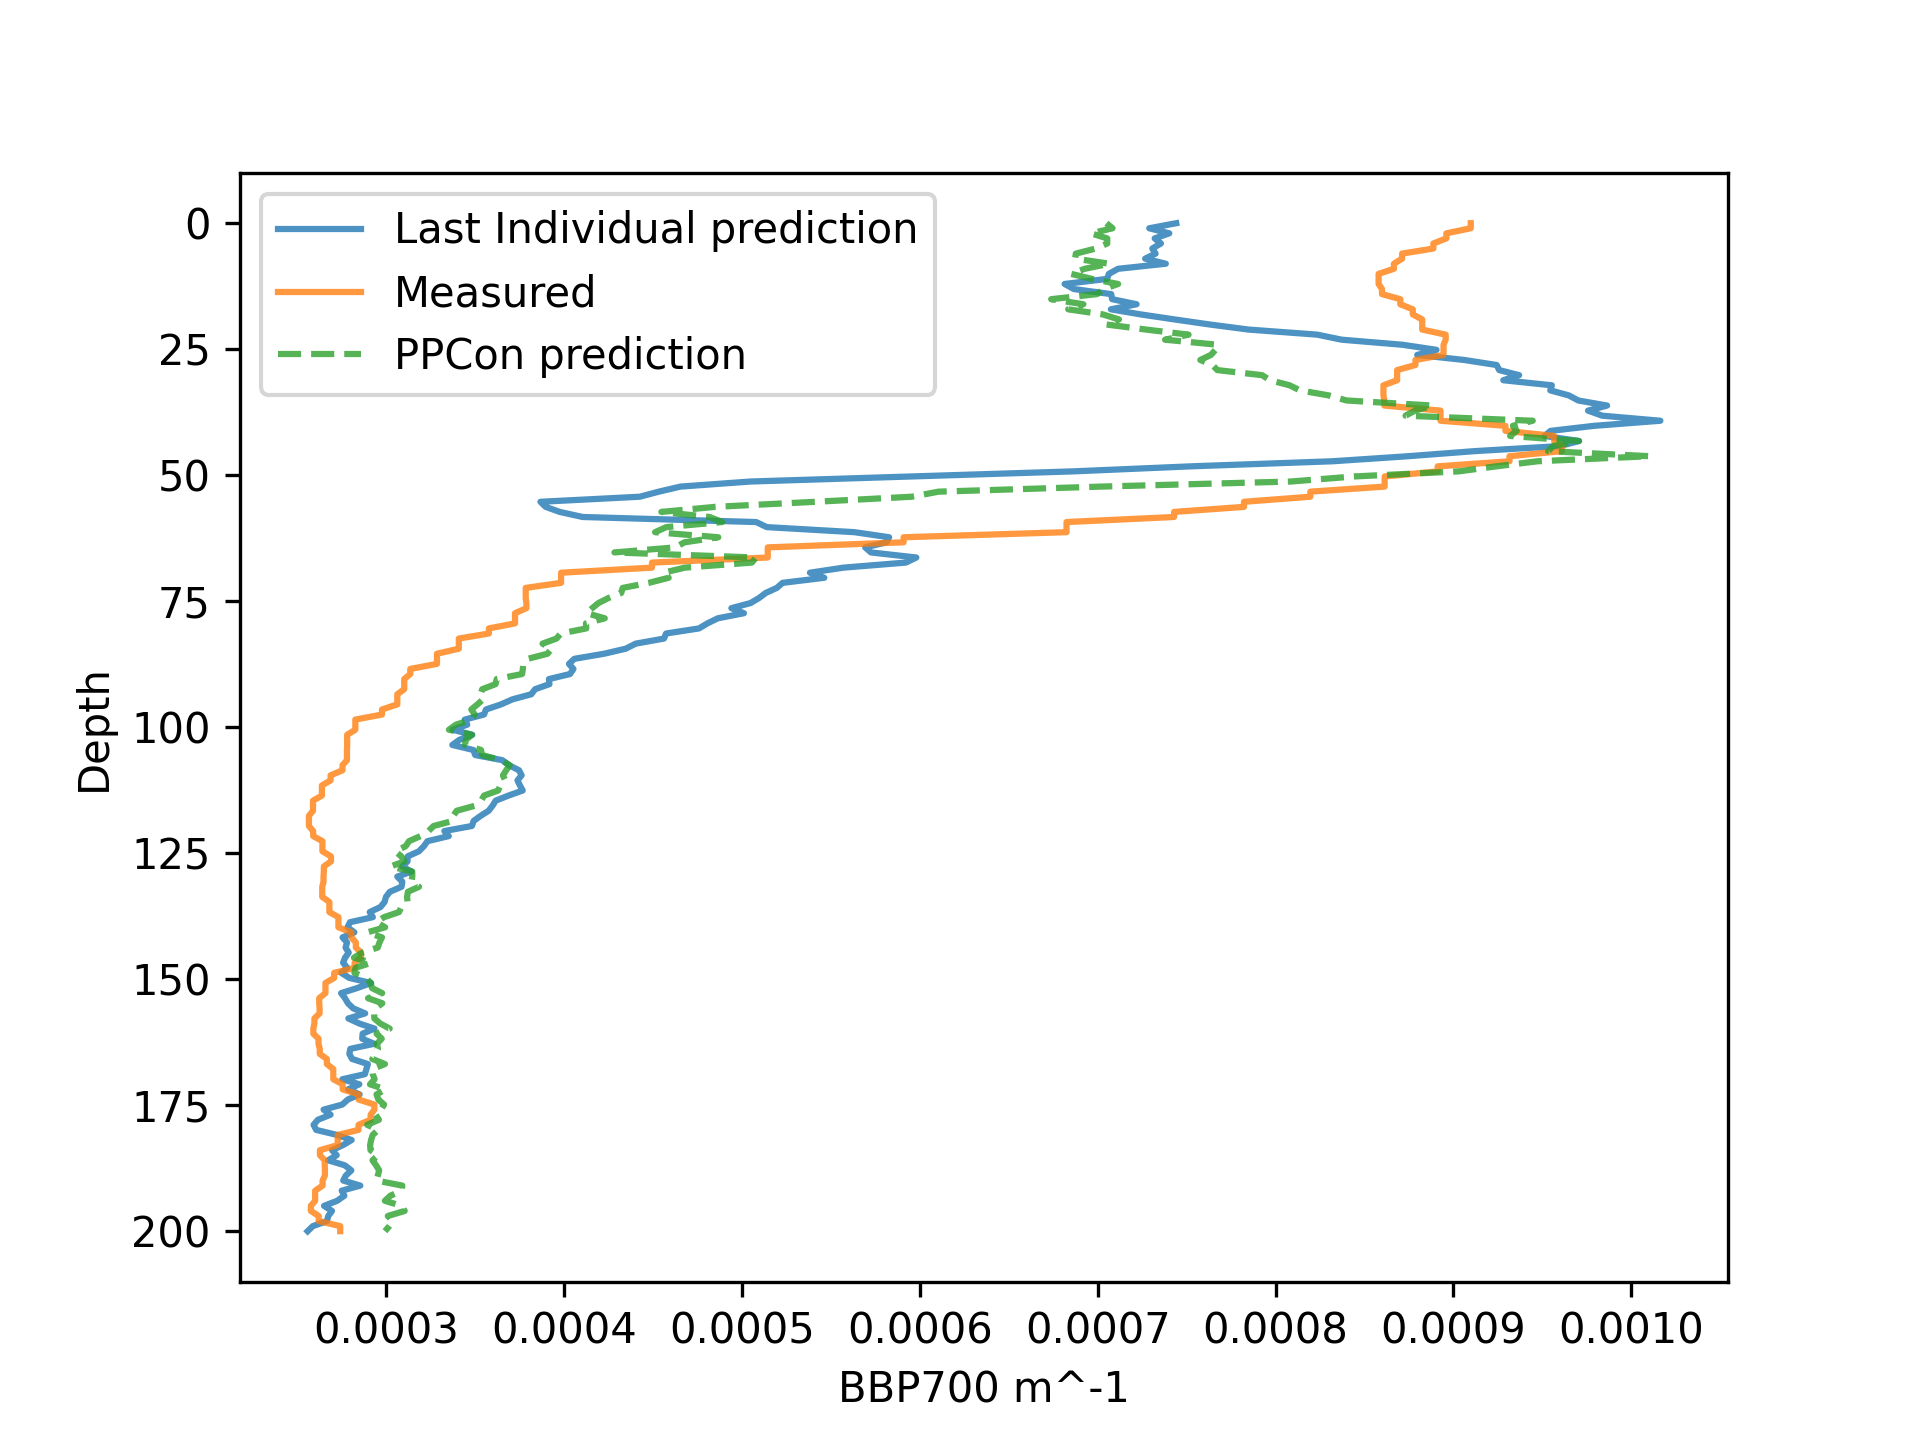 Last Individual prediction
Measured
PPCon prediction
0
25
50
75
100
125
150
175
200
Depth
0.0003 0.0004 0.0005 0.0006 0.0007 0.0008 0.0009 0.0010
BBP700 m^-1